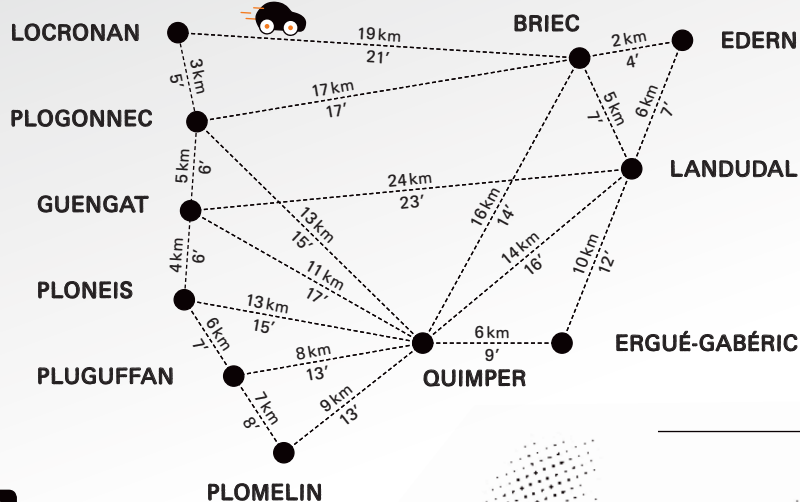 BRIEC
LOCRONAN
19 km
21’
2 km
4’
EDERN
3 km
5’
17 km
17’
5 km
7’
6 km
7’
PLOGONNEC
5 km
6’
24 km
23’
LANDUDAL
GUENGAT
13 km
15’
16 km
14’
4 km
6’
11 km
17’
14 km
16’
10 km
12’
PLONEIS
13 km
15’
6 km
7’
8 km
13’
6 km
9’
ERGUÉ-GABÉRIC
PLUGUFFAN
QUIMPER
7 km
8’
9 km
13’
PLOMELIN